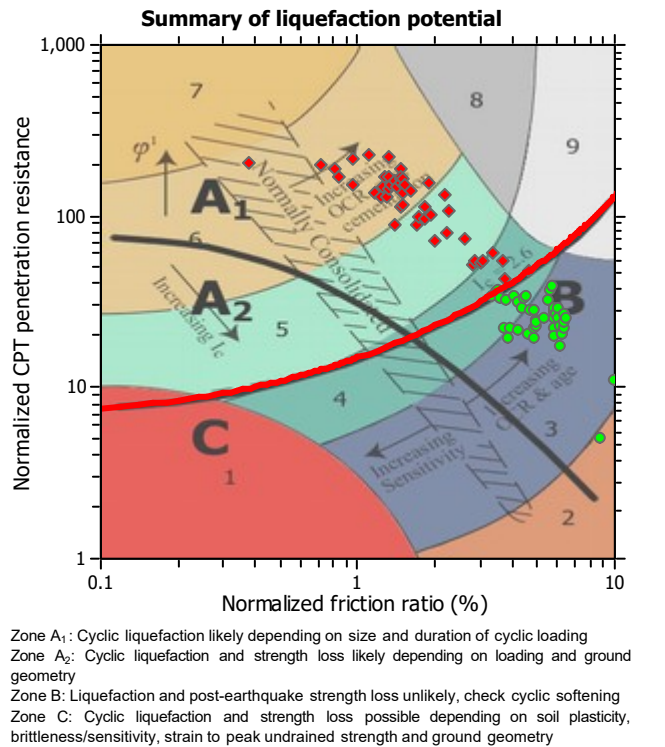 Summary of liquefaction potential
1,000
100
10
1
Normalized CPT penetration resistance
7
8
9
φ'
A1
Increasing
OCR &
cementation
Normally Consolidated
6
A2
Increasing Ic
5
Ic = 2.6
B
4
Increasing
OCR & age
3
C
1
Increasing
Sensitivity
2
0.1
1
10
Normalized friction ratio (%)
Zone A1: Cyclic liquefaction likely depending on size and duration of cyclic loading
Zone A2: Cyclic liquefaction and strength loss likely depending on loading and ground
geometry
Zone B: Liquefaction and post-earthquake strength loss unlikely, check cyclic softening
Zone C: Cyclic liquefaction and strength loss possible depending on soil plasticity,
brittleness/sensitivity, strain to peak undrained strength and ground geometry